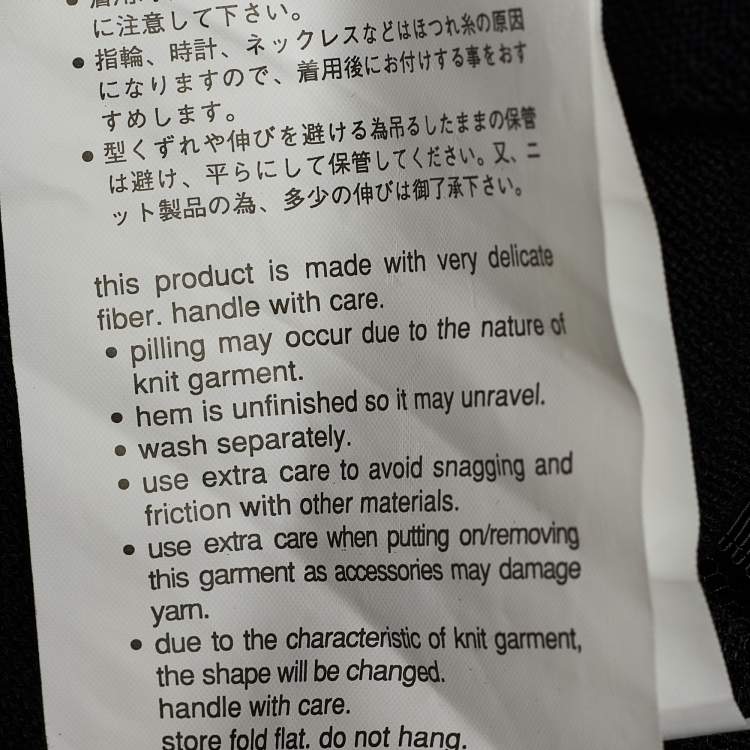 に注意して下さい。
● 指輪、時計、ネックレスなどはほつれ糸の原因
になりますので、着用後にお付けする事をおす
すめします。
● 型くずれや伸びを避ける為吊るしたままの保管
は避け、平らにして保管してください。又、ニ
ット製品の為、多少の伸びは御了承下さい。
this product is made with very delicate
fiber. handle with care.
● pilling may occur due to the nature of
knit garment.
● hem is unfinished so it may unravel.
● wash separately.
● use extra care to avoid snagging and
friction with other materials.
● use extra care when putting on/removing
this garment as accessories may damage
yarn.
● due to the characteristic of knit garment,
the shape will be changed.
handle with care.
store fold flat. do not hang.